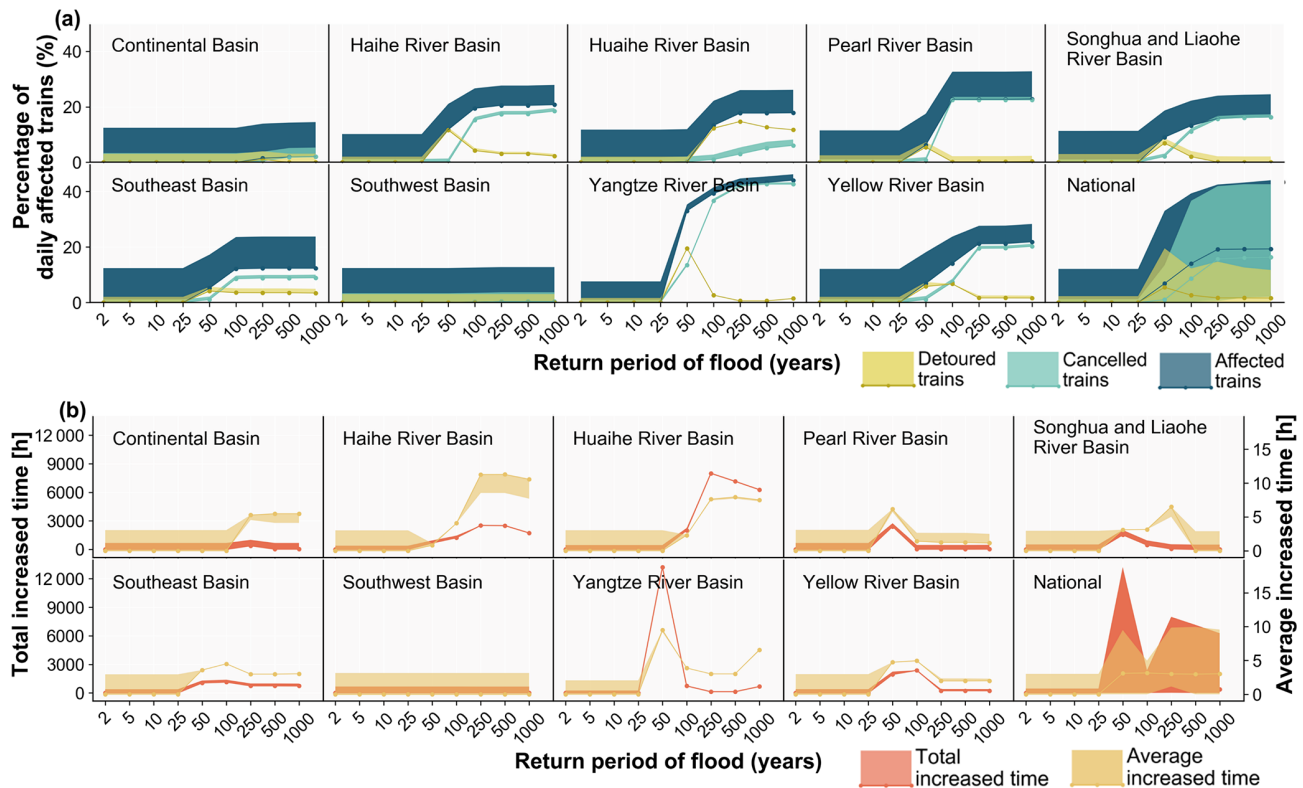 (a)
Percentage of
daily affected trains (%)
Continental Basin
Haihe River Basin
Huaihe River Basin
Pearl River Basin
Songhua and Liaohe
River Basin
40
20
0
Southeast Basin
Southwest Basin
Yangtze River Basin
Yellow River Basin
National
40
20
0
2 5 10 25 50 100 250 500 1000
2 5 10 25 50 100 250 500 1000
2 5 10 25 50 100 250 500 1000
2 5 10 25 50 100 250 500 1000
2 5 10 25 50 100 250 500 1000
Return period of flood (years)
Detoured
trains
Cancelled
trains
Affected
trains
(b)
Total increased time [h]
Average increased time [h]
Continental Basin
Haihe River Basin
Huaihe River Basin
Pearl River Basin
Songhua and Liaohe
River Basin
12 000
9000
6000
3000
0
15
10
5
0
Southeast Basin
Southwest Basin
Yangtze River Basin
Yellow River Basin
National
12 000
9000
6000
3000
0
15
10
5
0
2 5 10 25 50 100 250 500 1000
2 5 10 25 50 100 250 500 1000
2 5 10 25 50 100 250 500 1000
2 5 10 25 50 100 250 500 1000
2 5 10 25 50 100 250 500 1000
Return period of flood (years)
Total
increased time
Average
increased time